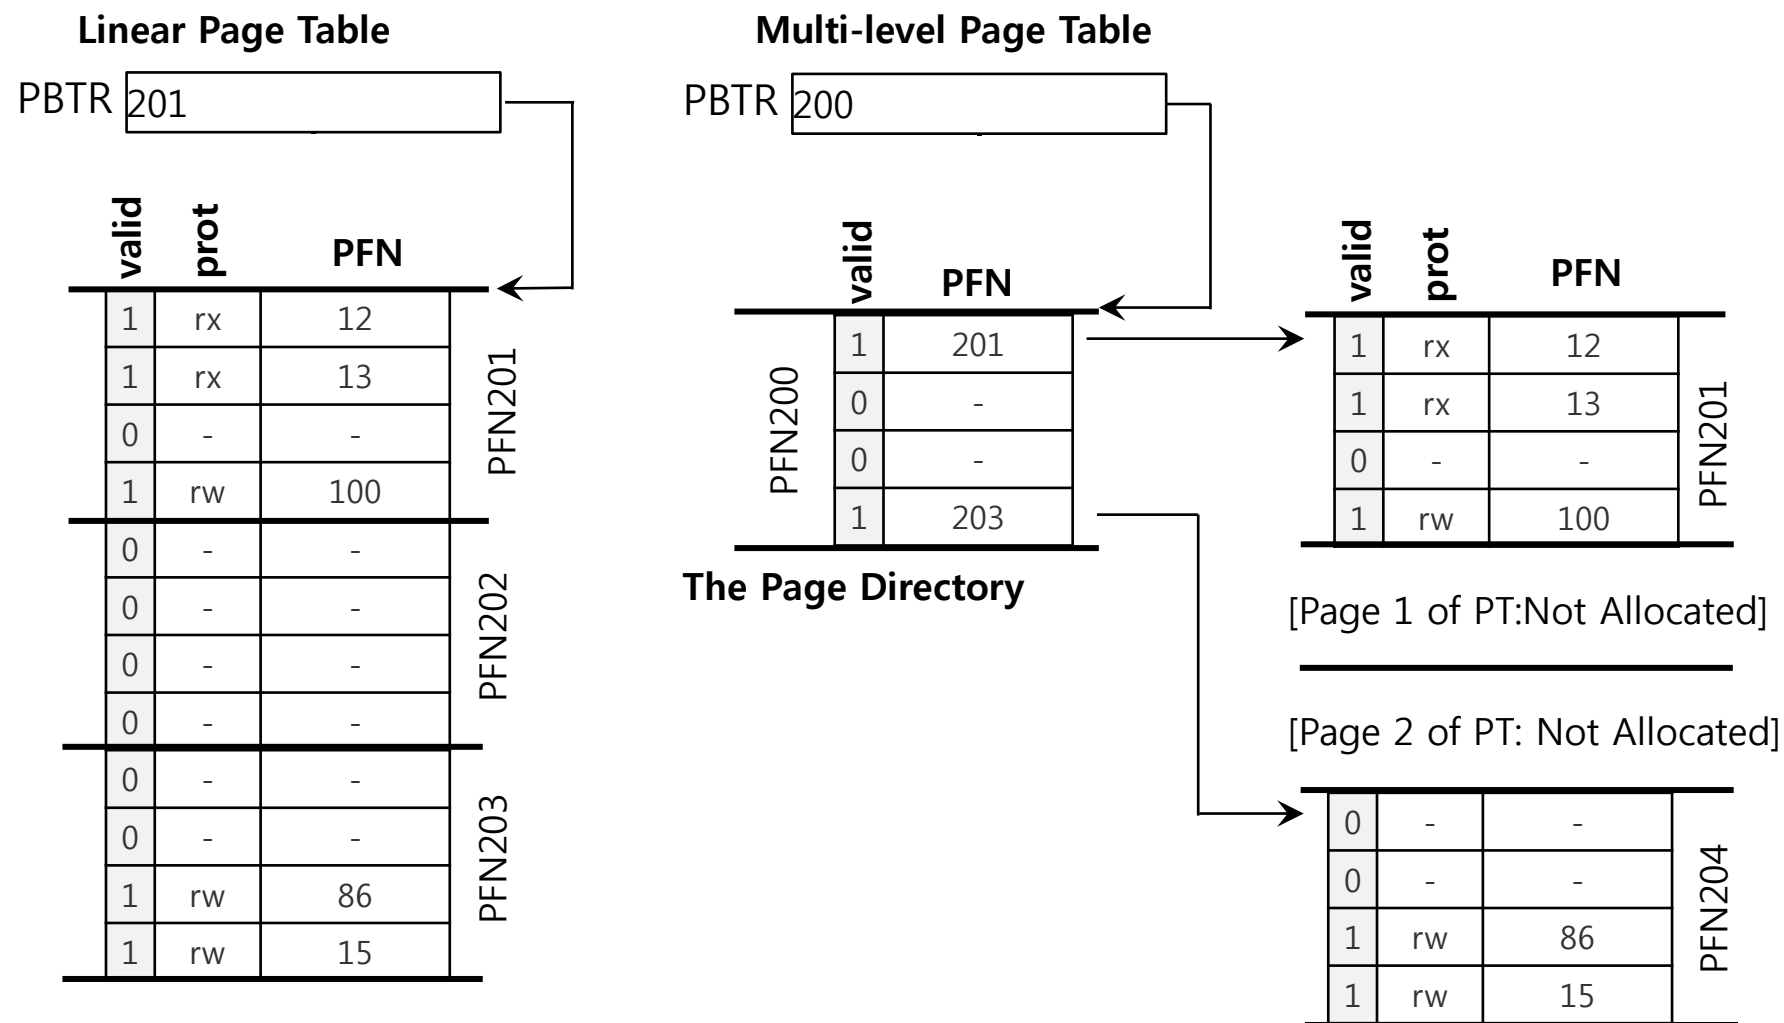 Linear Page Table
PBTR 201
valid prot PFN
1 rx 12
1 rx 13
0 - -
1 rw 100
PFN201
0 - -
0 - -
0 - -
0 - -
PFN202
0 - -
0 - -
1 rw 86
1 rw 15
PFN203
Multi-level Page Table
PBTR 200
valid PFN
PFN200
1 201
0 -
0 -
1 203
The Page Directory
valid prot PFN
1 rx 12
1 rx 13
0 - -
1 rw 100
PFN201
[Page 1 of PT:Not Allocated]
[Page 2 of PT: Not Allocated]
0 - -
0 - -
1 rw 86
1 rw 15
PFN204